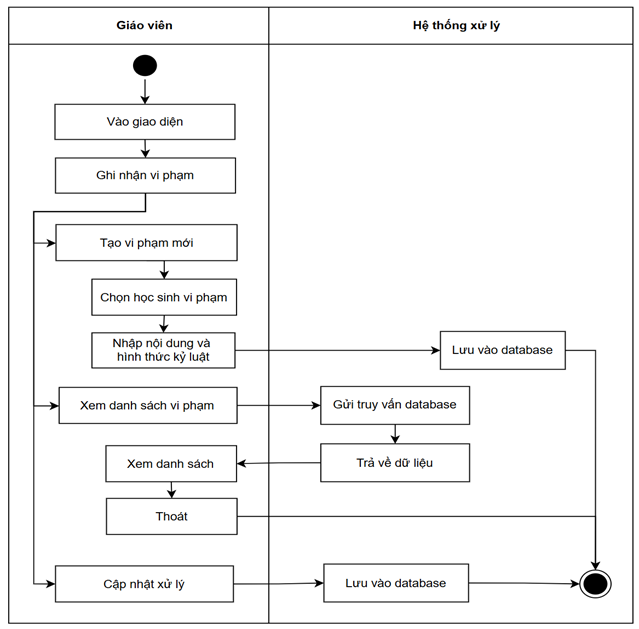 Giáo viên
Hệ thống xử lý
Vào giao diện
Ghi nhận vi phạm
Tạo vi phạm mới
Chọn học sinh vi phạm
Nhập nội dung và
hình thức kỷ luật
Lưu vào database
Xem danh sách vi phạm
Gửi truy vấn database
Xem danh sách
Trả về dữ liệu
Thoát
Cập nhật xử lý
Lưu vào database